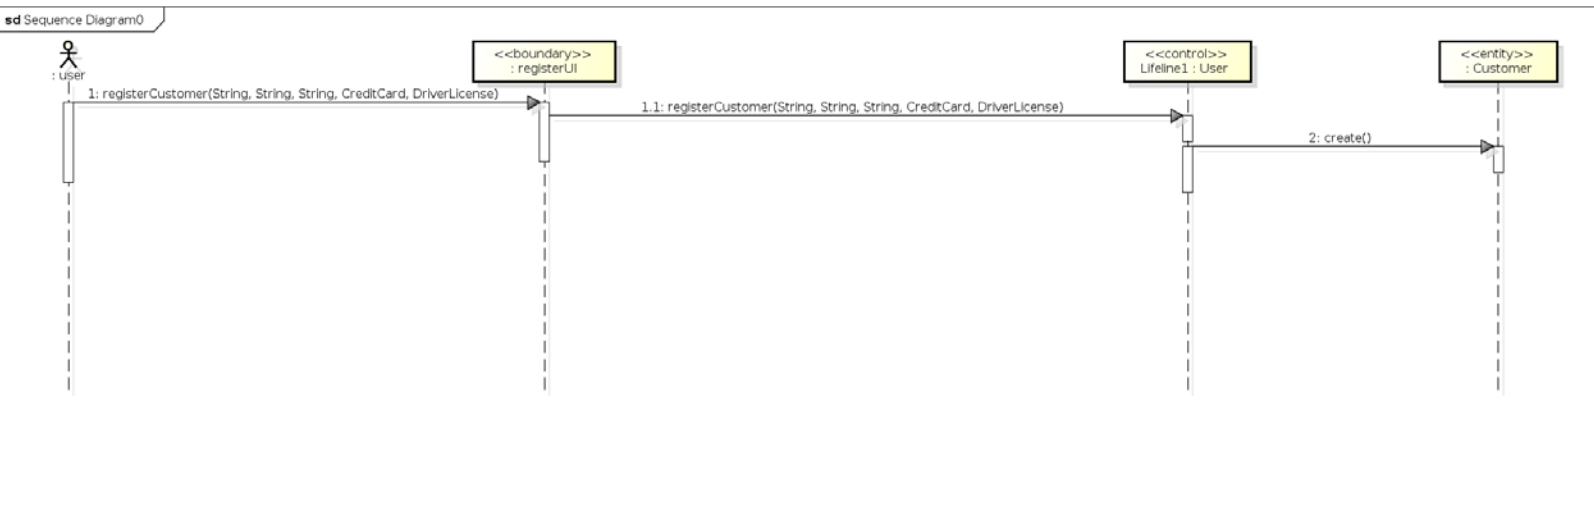 sd Sequence Diagram0
: user
<<boundary>>
: registerUI
<<control>>
Lifeline1 : User
<<entity>>
: Customer
1: registerCustomer(String, String, String, CreditCard, DriverLicense)
1.1: registerCustomer(String, String, String, CreditCard, DriverLicense)
2: create()